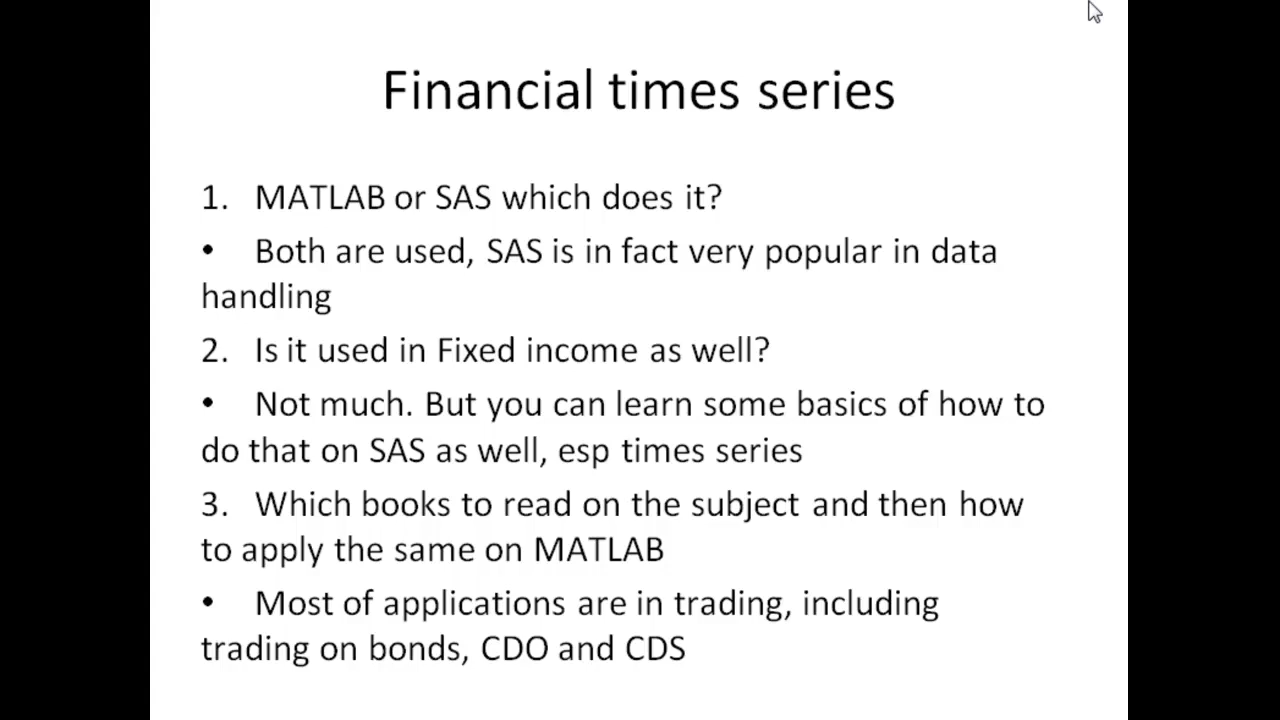 Financial times series
1. MATLAB or SAS which does it?
• Both are used, SAS is in fact very popular in data
handling
2. Is it used in Fixed income as well?
• Not much. But you can learn some basics of how to
do that on SAS as well, esp times series
3. Which books to read on the subject and then how
to apply the same on MATLAB
• Most of applications are in trading, including
trading on bonds, CDO and CDS